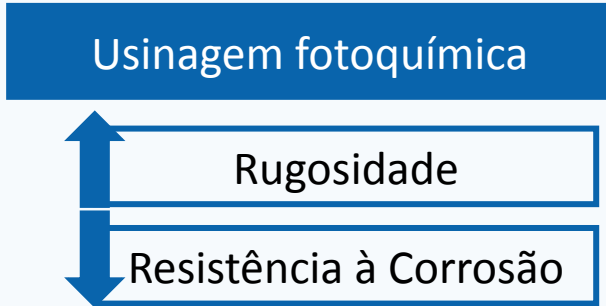 Usinagem fotoquímica
Rugosidade
Resistência à Corrosão